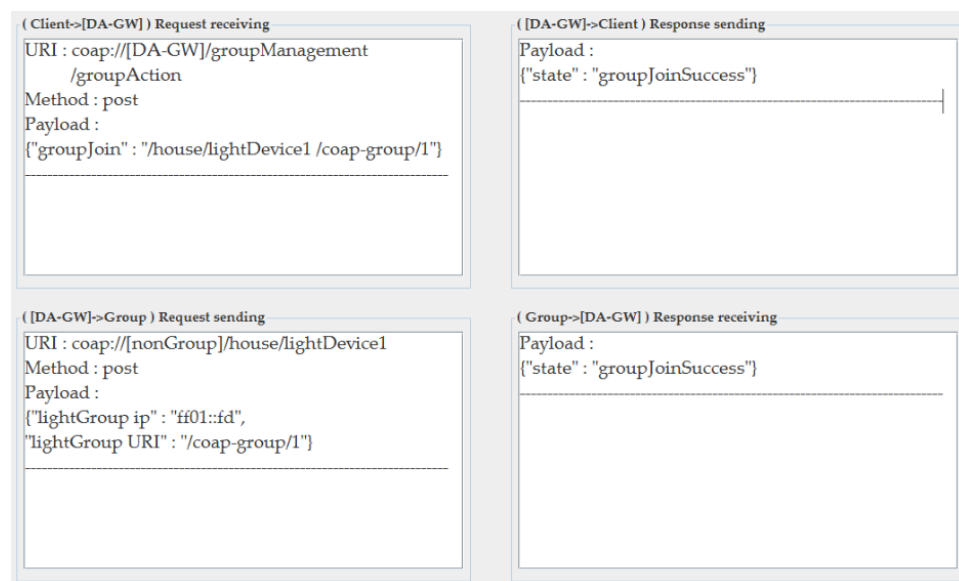 ( Client->[DA-GW] ) Request receiving
URI : coap://[DA-GW]/groupManagement
/groupAction
Method : post
Payload :
{"groupJoin" : "/house/lightDevice1 /coap-group/1"}
( [DA-GW]->Client ) Response sending
Payload :
{"state" : "groupJoinSuccess"}
( [DA-GW]->Group ) Request sending
URI : coap://[nonGroup]/house/lightDevice1
Method : post
Payload :
{"lightGroup ip" : "ff01::fd",
"lightGroup URI" : "/coap-group/1"}
( Group->[DA-GW] ) Response receiving
Payload :
{"state" : "groupJoinSuccess"}